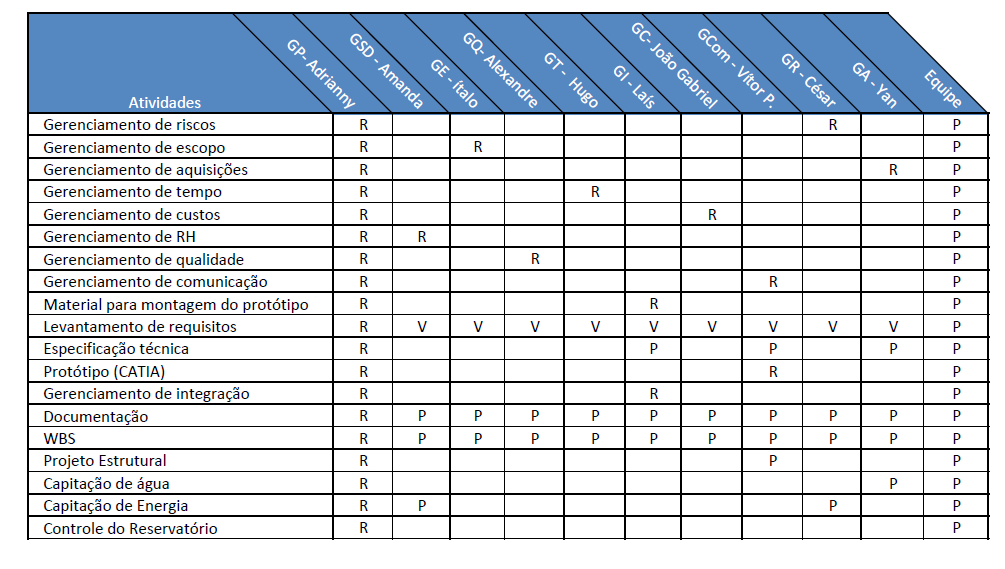 Atividades GP- Adrianny GSD - Amanda GE - Ítalo GQ- Alexandre GT - Hugo GI - Laís GC- João Gabriel GCom - Vítor P. GR - César GA - Yan Equipe
Gerenciamento de riscos R R P
Gerenciamento de escopo R R P
Gerenciamento de aquisições R R P
Gerenciamento de tempo R R P
Gerenciamento de custos R R P
Gerenciamento de RH R R P
Gerenciamento de qualidade R R P
Gerenciamento de comunicação R R P
Material para montagem do protótipo R R P
Levantamento de requisitos R V V V V V V V V V P
Especificação técnica R P P P P
Protótipo (CATIA) R R P
Gerenciamento de integração R R P
Documentação R P P P P P P P P P P
WBS R P P P P P P P P P P
Projeto Estrutural R P P
Capitação de água R P P
Capitação de Energia R P P P
Controle do Reservatório R P